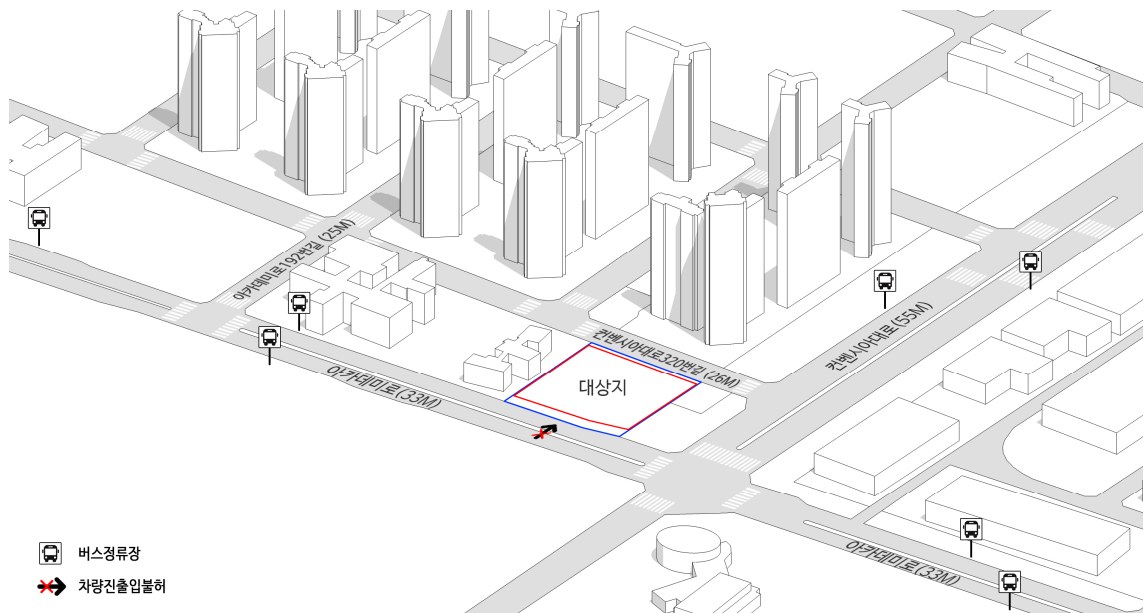 아카데미로192번길 (25M)
컨벤시아대로320번길 (26M)
컨벤시아대로(55M)
아카데미로(33M)
대상지
아카데미로(33M)
버스정류장
차량진출입불허